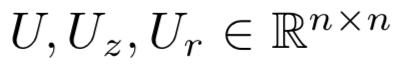 U, U_z, U_r ∈ ℝ^{n×n}